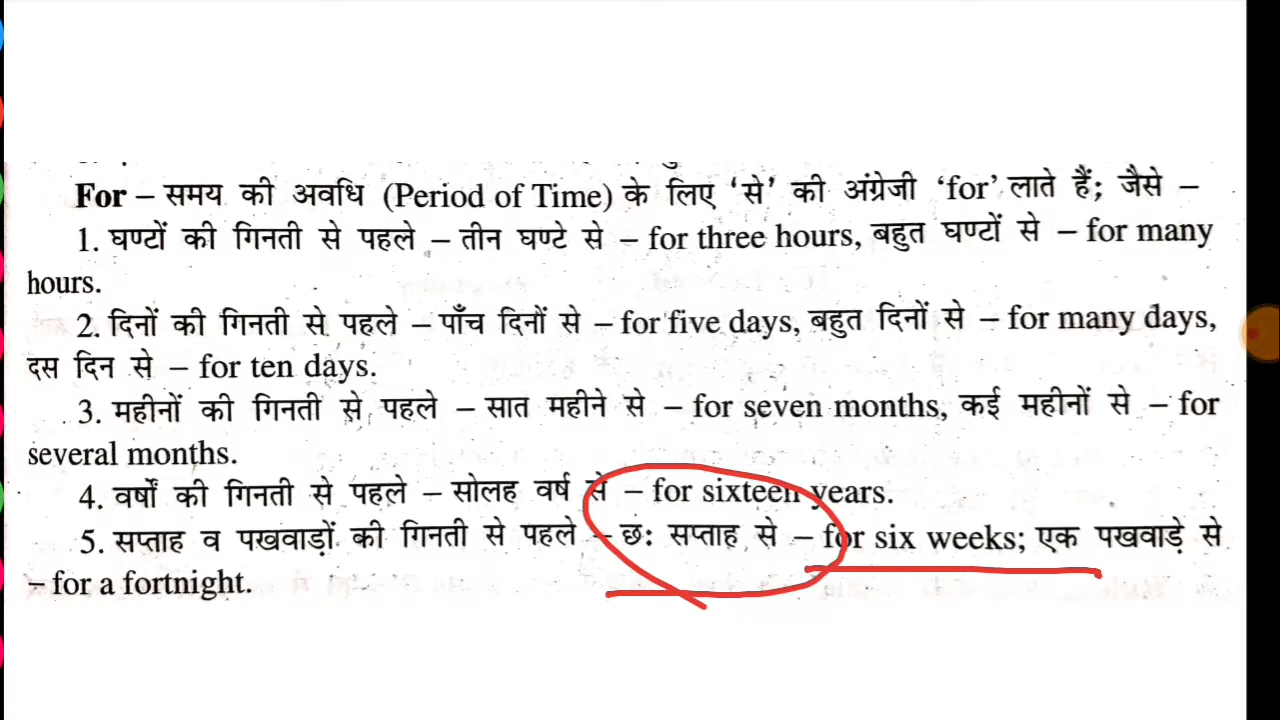 For – समय की अवधि (Period of Time) के लिए ‘से’ की अंग्रेजी ‘for’ लाते हैं; जैसे –
1. घण्टों की गिनती से पहले – तीन घण्टे से – for three hours, बहुत घण्टों से – for many
hours.
2. दिनों की गिनती से पहले – पाँच दिनों से – for five days, बहुत दिनों से – for many days,
दस दिन से – for ten days.
3. महीनों की गिनती से पहले – सात महीने से – for seven months, कई महीनों से – for
several months.
4. वर्षों की गिनती से पहले – सोलह वर्ष से – for sixteen years.
5. सप्ताह व पखवाड़ों की गिनती से पहले – छः सप्ताह से – for six weeks; एक पखवाड़े से
– for a fortnight.